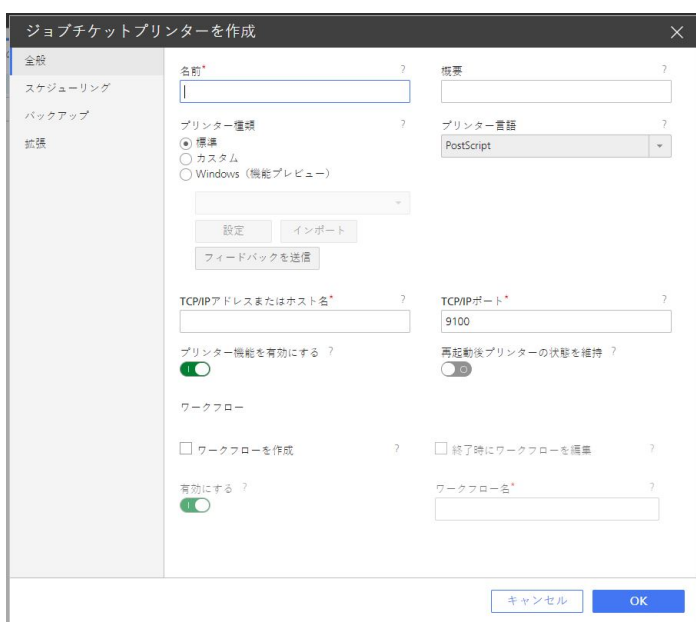 ジョブチケットプリンターを作成
全般
スケジューリング
バックアップ
拡張
名前* ?
概要 ?
プリンター種類 ?
標準
カスタム
Windows（機能プレビュー）
プリンター言語 ?
PostScript
設定
インポート
フィードバックを送信
TCP/IPアドレスまたはホスト名* ?
TCP/IPポート* ?
9100
プリンター機能を有効にする ?
再起動後プリンターの状態を維持 ?
ワークフロー
ワークフローを作成 ?
終了時にワークフローを編集 ?
有効にする ?
ワークフロー名* ?
キャンセル
OK